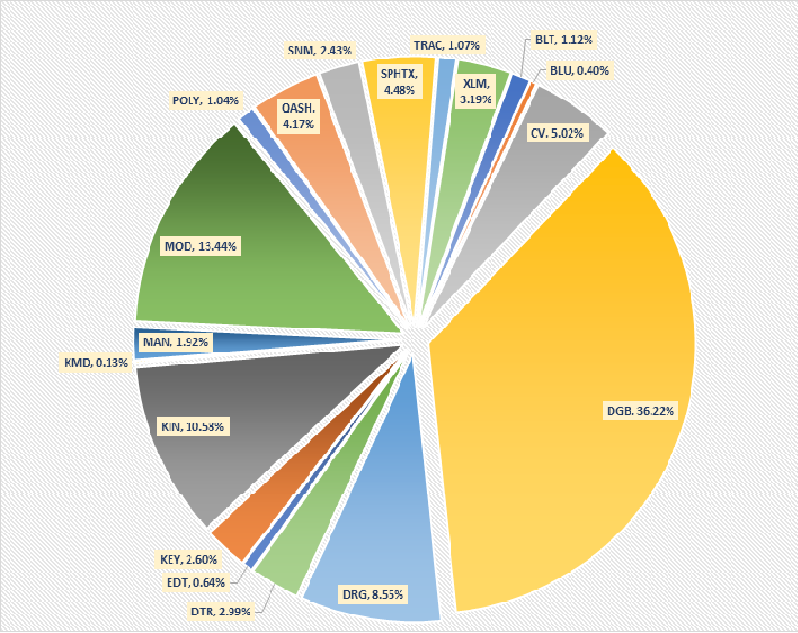 TRAC, 1.07%
BLT, 1.12%
SNM, 2.43%
BLU, 0.40%
SPHTX,
4.48%
XLM,
3.19%
POLY, 1.04%
QASH,
4.17%
CV, 5.02%
MOD, 13.44%
MAN, 1.92%
KMD, 0.13%
DGB, 36.22%
KIN, 10.58%
KEY, 2.60%
EDT, 0.64%
DRG, 8.55%
DTR, 2.99%